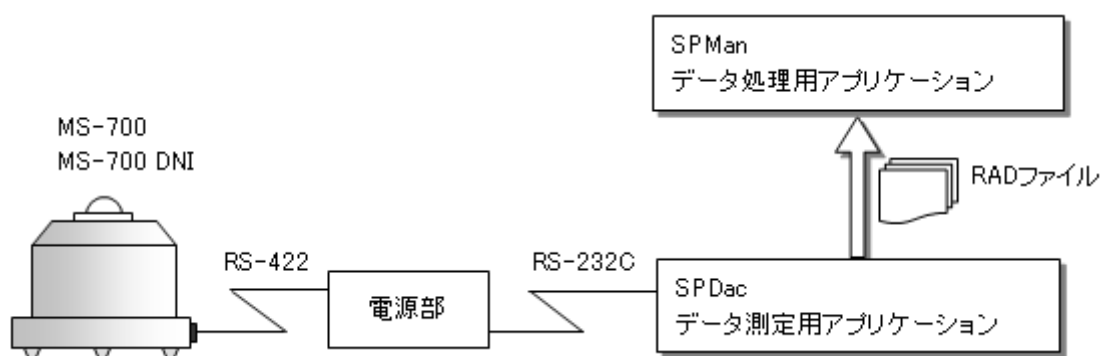 SPMan
データ処理用アプリケーション
MS-700
MS-700 DNI
RADファイル
RS-422
RS-232C
電源部
SPDac
データ測定用アプリケーション